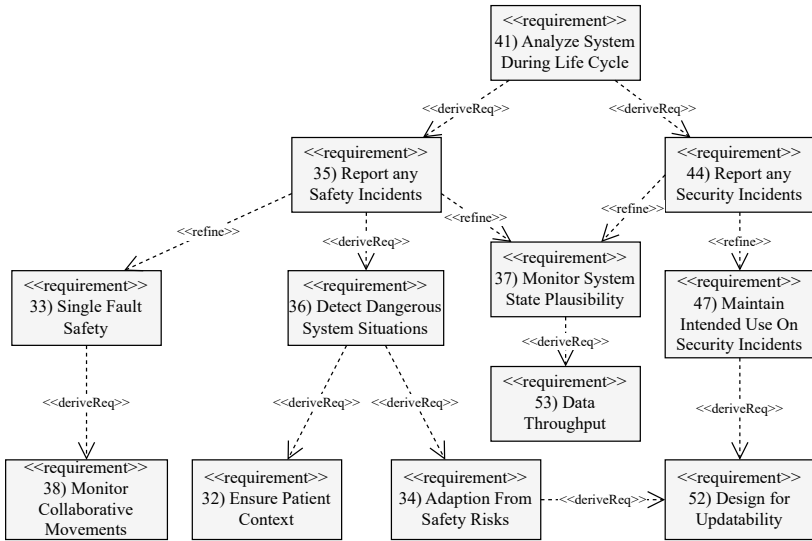 <<requirement>>
41) Analyze System
During Life Cycle
<<deriveReq>>
<<deriveReq>>
<<requirement>>
35) Report any
Safety Incidents
<<requirement>>
44) Report any
Security Incidents
<<refine>>
<<deriveReq>>
<<refine>>
<<refine>>
<<refine>>
<<requirement>>
33) Single Fault
Safety
<<requirement>>
36) Detect Dangerous
System Situations
<<requirement>>
37) Monitor System
State Plausibility
<<requirement>>
47) Maintain
Intended Use On
Security Incidents
<<deriveReq>>
<<deriveReq>>
<<deriveReq>>
<<deriveReq>>
<<requirement>>
53) Data
Throughput
<<deriveReq>>
<<requirement>>
38) Monitor
Collaborative
Movements
<<requirement>>
32) Ensure Patient
Context
<<requirement>>
34) Adaption From
Safety Risks
<<deriveReq>>
<<requirement>>
52) Design for
Updatability